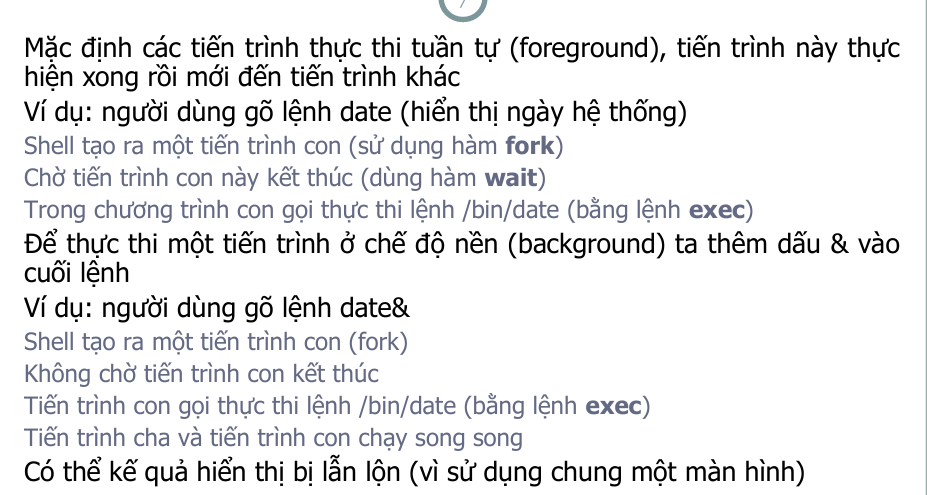 7
Mặc định các tiến trình thực thi tuần tự (foreground), tiến trình này thực
hiện xong rồi mới đến tiến trình khác
Ví dụ: người dùng gõ lệnh date (hiển thị ngày hệ thống)
Shell tạo ra một tiến trình con (sử dụng hàm fork)
Chờ tiến trình con này kết thúc (dùng hàm wait)
Trong chương trình con gọi thực thi lệnh /bin/date (bằng lệnh exec)
Để thực thi một tiến trình ở chế độ nền (background) ta thêm dấu & vào
cuối lệnh
Ví dụ: người dùng gõ lệnh date&
Shell tạo ra một tiến trình con (fork)
Không chờ tiến trình con kết thúc
Tiến trình con gọi thực thi lệnh /bin/date (bằng lệnh exec)
Tiến trình cha và tiến trình con chạy song song
Có thể kế quả hiển thị bị lẫn lộn (vì sử dụng chung một màn hình)